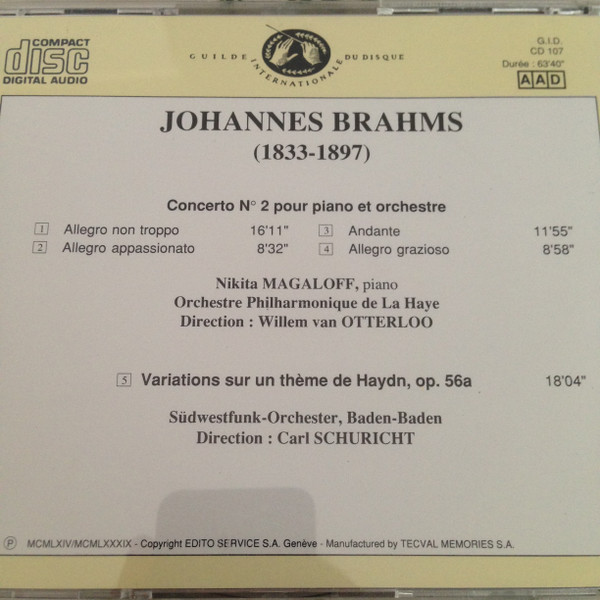 COMPACT
disc
DIGITAL AUDIO
GUILDE INTERNATIONALE DU DISQUE
G.I.D.
CD 107
Durée : 63'40"
AAD
JOHANNES BRAHMS
(1833-1897)
Concerto N° 2 pour piano et orchestre
1 Allegro non troppo 16'11" 3 Andante 11'55"
2 Allegro appassionato 8'32" 4 Allegro grazioso 8'58"
Nikita MAGALOFF, piano
Orchestre Philharmonique de La Haye
Direction : Willem van OTTERLOO
5 Variations sur un thème de Haydn, op. 56a 18'04"
Südwestfunk-Orchester, Baden-Baden
Direction : Carl SCHURICHT
Ⓟ MCMLXIV/MCMLXXXIX - Copyright EDITO SERVICE S.A. Genève - Manufactured by TECVAL MEMORIES S.A.